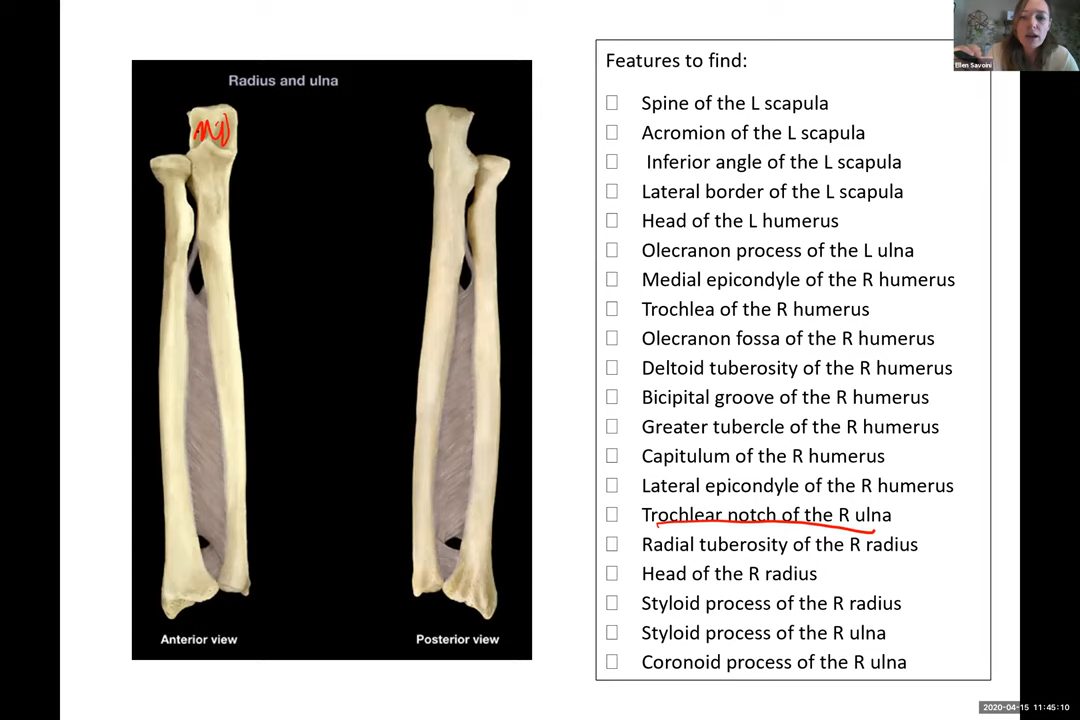 Radius and ulna
Anterior view
Posterior view
Features to find:
Spine of the L scapula
Acromion of the L scapula
Inferior angle of the L scapula
Lateral border of the L scapula
Head of the L humerus
Olecranon process of the L ulna
Medial epicondyle of the R humerus
Trochlea of the R humerus
Olecranon fossa of the R humerus
Deltoid tuberosity of the R humerus
Bicipital groove of the R humerus
Greater tubercle of the R humerus
Capitulum of the R humerus
Lateral epicondyle of the R humerus
Trochlear notch of the R ulna
Radial tuberosity of the R radius
Head of the R radius
Styloid process of the R radius
Styloid process of the R ulna
Coronoid process of the R ulna
Ellen Savoini
2020-04-15 11:45:10